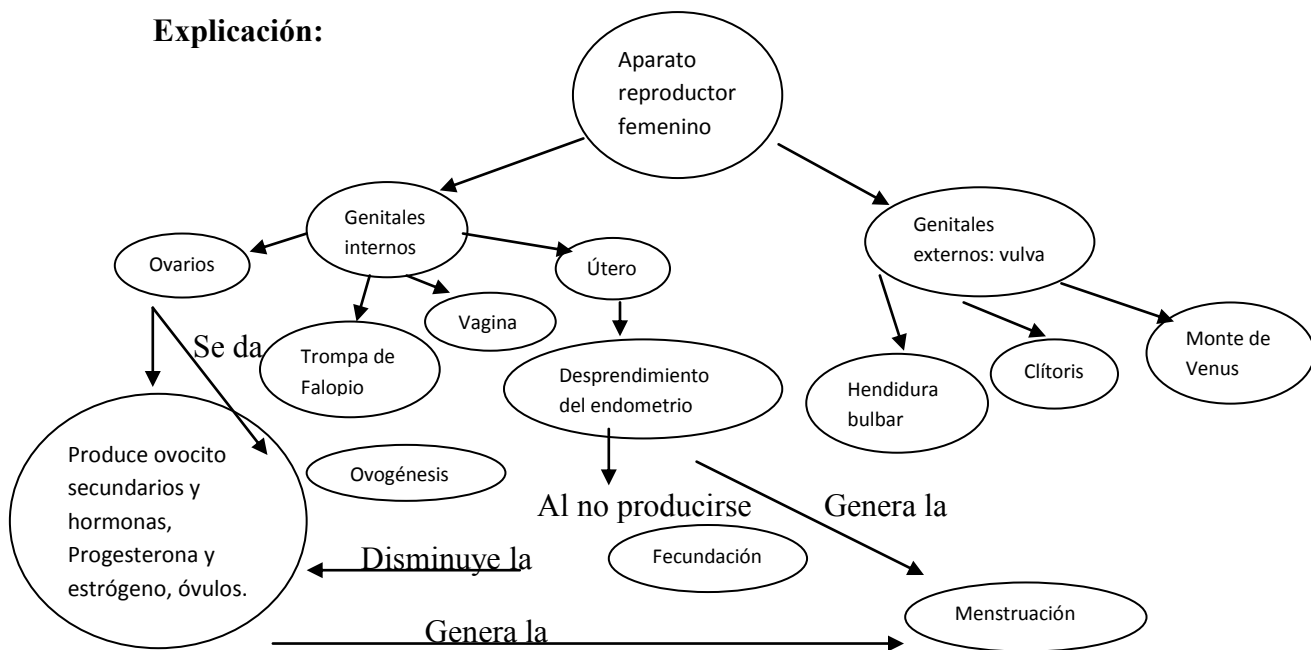 Explicación:
Aparato
reproductor
femenino
Genitales
internos
Genitales
externos: vulva
Ovarios
Útero
Vagina
Se da
Trompa de
Falopio
Desprendimiento
del endometrio
Hendidura
bulbar
Clítoris
Monte de
Venus
Produce ovocito
secundarios y
hormonas,
Progesterona y
estrógeno, óvulos.
Ovogénesis
Al no producirse
Genera la
Fecundación
Disminuye la
Menstruación
Genera la